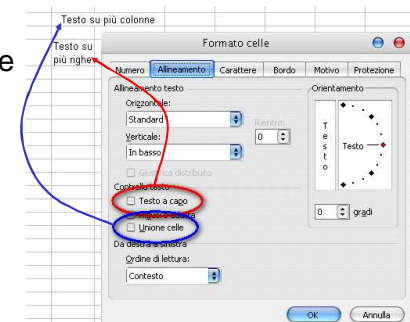 Testo su più colonne
Testo su
più righe
e
Formato celle
Numero Allineamento Carattere Bordo Motivo Protezione
Allineamento testo
Orientamento
Orizzontale:
Standard
Rientro:
Verticale:
0
In basso
Giustifica distribuito
Testo
Testo
Controllo testo
Testo a capo
Unione celle
0 gradi
Da destra a sinistra
Ordine di lettura:
Contesto
OK Annulla